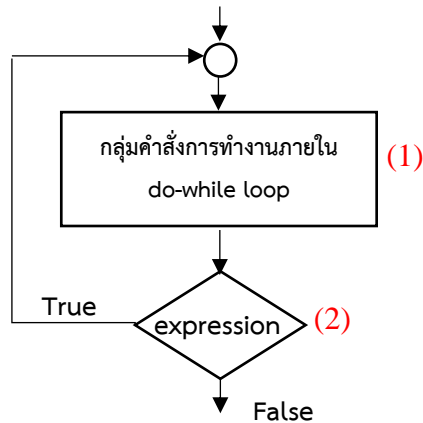 กลุ่มคำสั่งการทำงานภายใน
do-while loop
(1)
True
expression
(2)
False